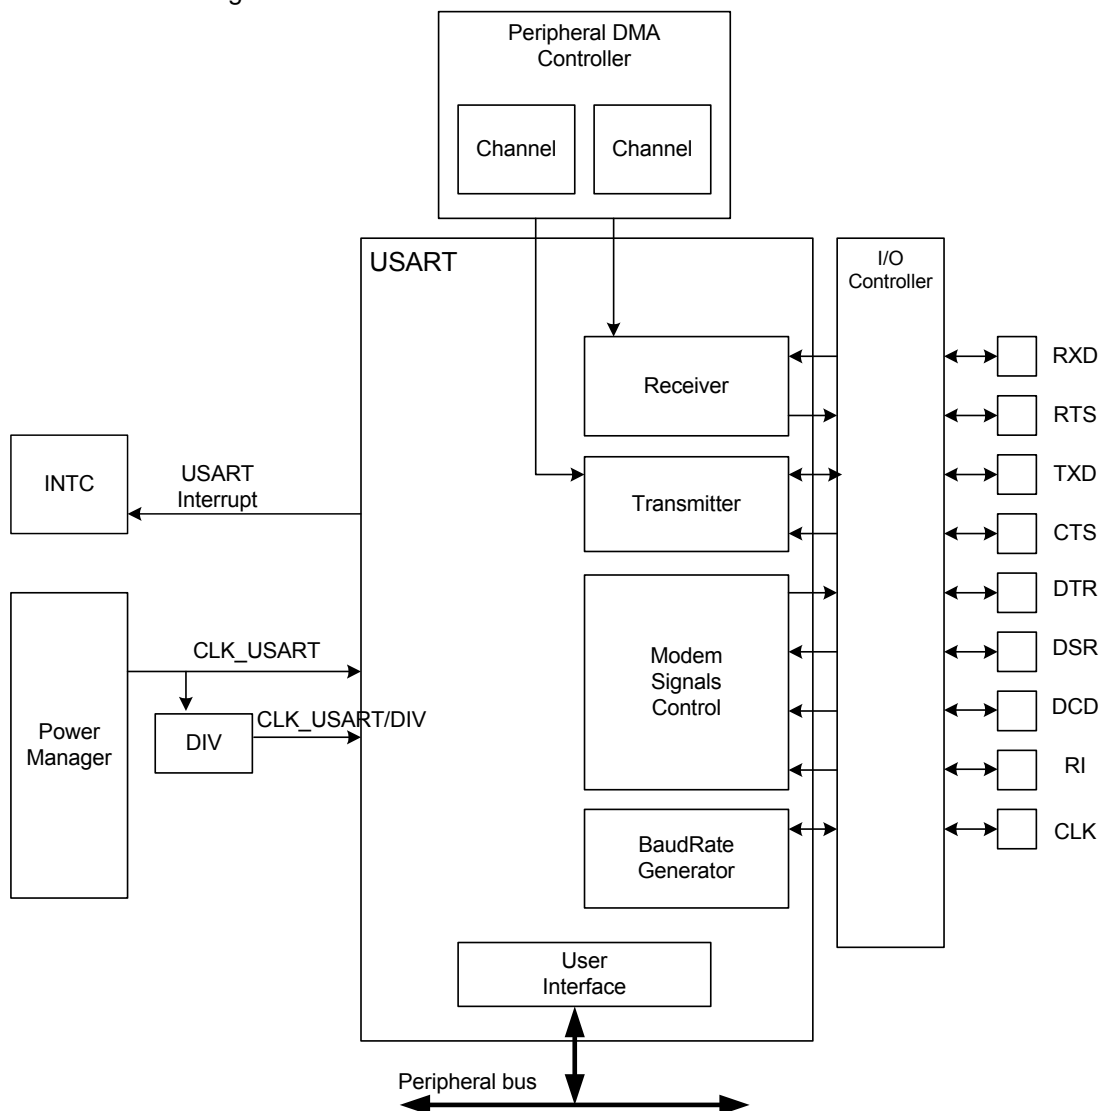 Peripheral DMA
Controller
Channel
Channel
USART
I/O
Controller
Receiver
RXD
RTS
INTC
USART
Interrupt
Transmitter
TXD
CTS
DTR
CLK_USART
Modem
Signals
Control
DSR
Power
Manager
DIV
CLK_USART/DIV
DCD
RI
BaudRate
Generator
CLK
User
Interface
Peripheral bus